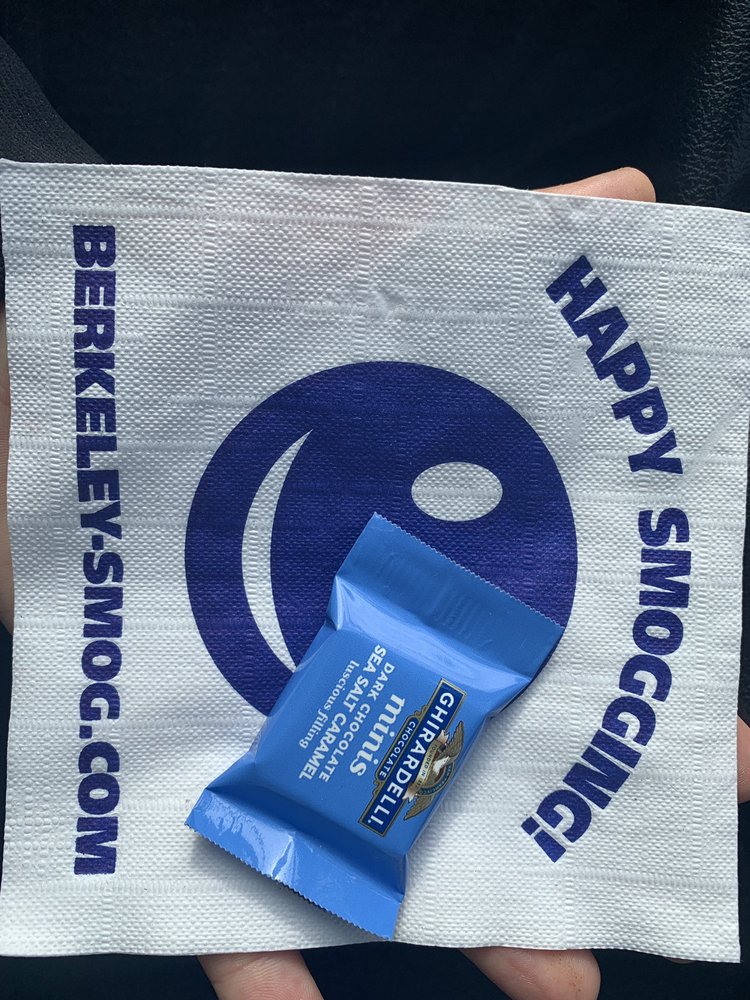 HAPPY SMOGGING!
GHIRARDELLI
CHOCOLATE
minis
DARK CHOCOLATE
SEA SALT CARAMEL
luscious filling
BERKELEY-SMOG.COM